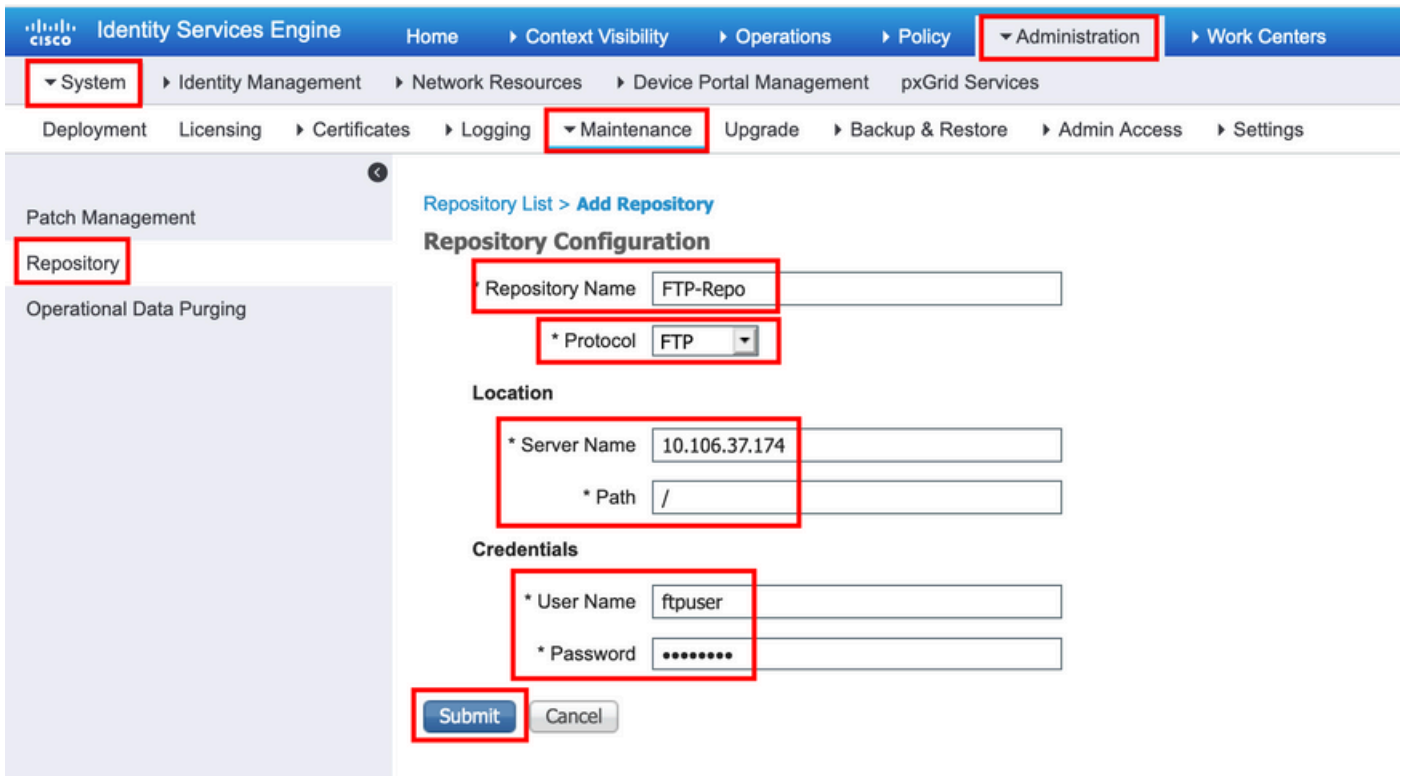 cisco Identity Services Engine Home Context Visibility Operations Policy Administration Work Centers
System Identity Management Network Resources Device Portal Management pxGrid Services
Deployment Licensing Certificates Logging Maintenance Upgrade Backup & Restore Admin Access Settings
Patch Management
Repository
Operational Data Purging
Repository List > Add Repository
Repository Configuration
* Repository Name FTP-Repo
* Protocol FTP
Location
* Server Name 10.106.37.174
* Path /
Credentials
* User Name ftpuser
* Password ••••••••
Submit Cancel